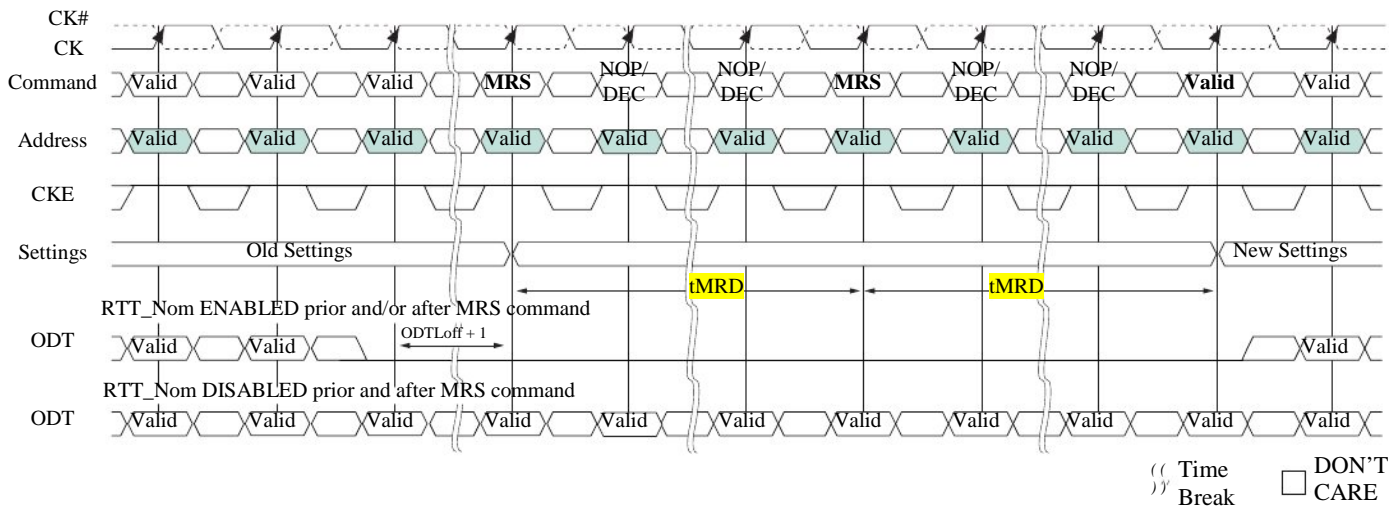 CK#
CK
Command Valid Valid Valid MRS NOP/ DEC NOP/ DEC MRS NOP/ DEC NOP/ DEC Valid Valid
Address Valid Valid Valid Valid Valid Valid Valid Valid Valid Valid Valid
CKE
Settings Old Settings New Settings
tMRD tMRD
RTT_Nom ENABLED prior and/or after MRS command
ODTLoff + 1
ODT Valid Valid Valid
RTT_Nom DISABLED prior and after MRS command
ODT Valid Valid Valid Valid Valid Valid Valid Valid Valid Valid Valid
Time Break
DON'T CARE